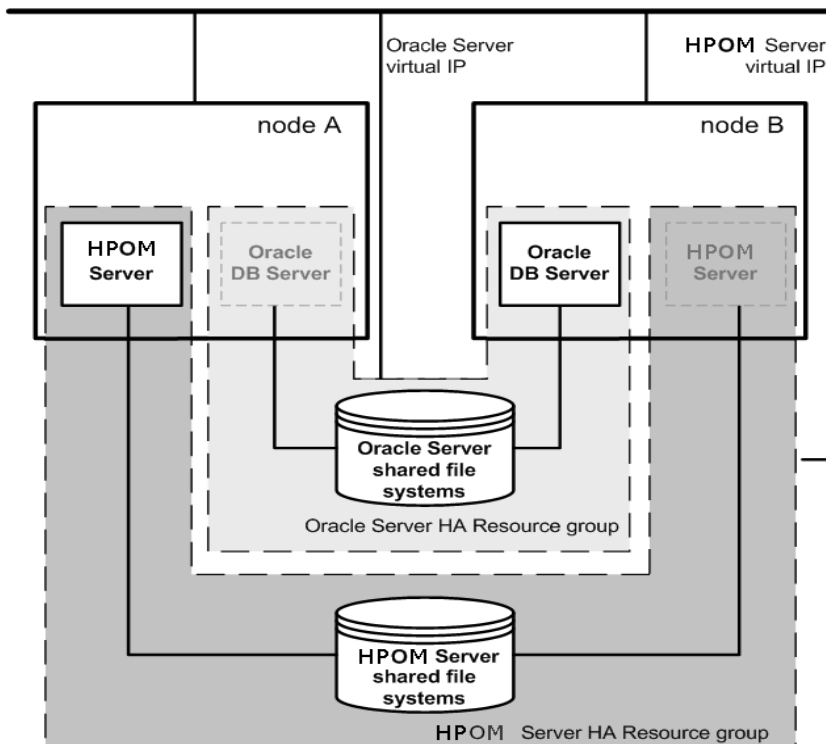 Oracle Server
virtual IP
HPOM Server
virtual IP
node A
node B
HPOM
Server
Oracle
DB Server
Oracle
DB Server
HPOM
Server
Oracle Server
shared file
systems
Oracle Server HA Resource group
HPOM Server
shared file
systems
HPOM Server HA Resource group